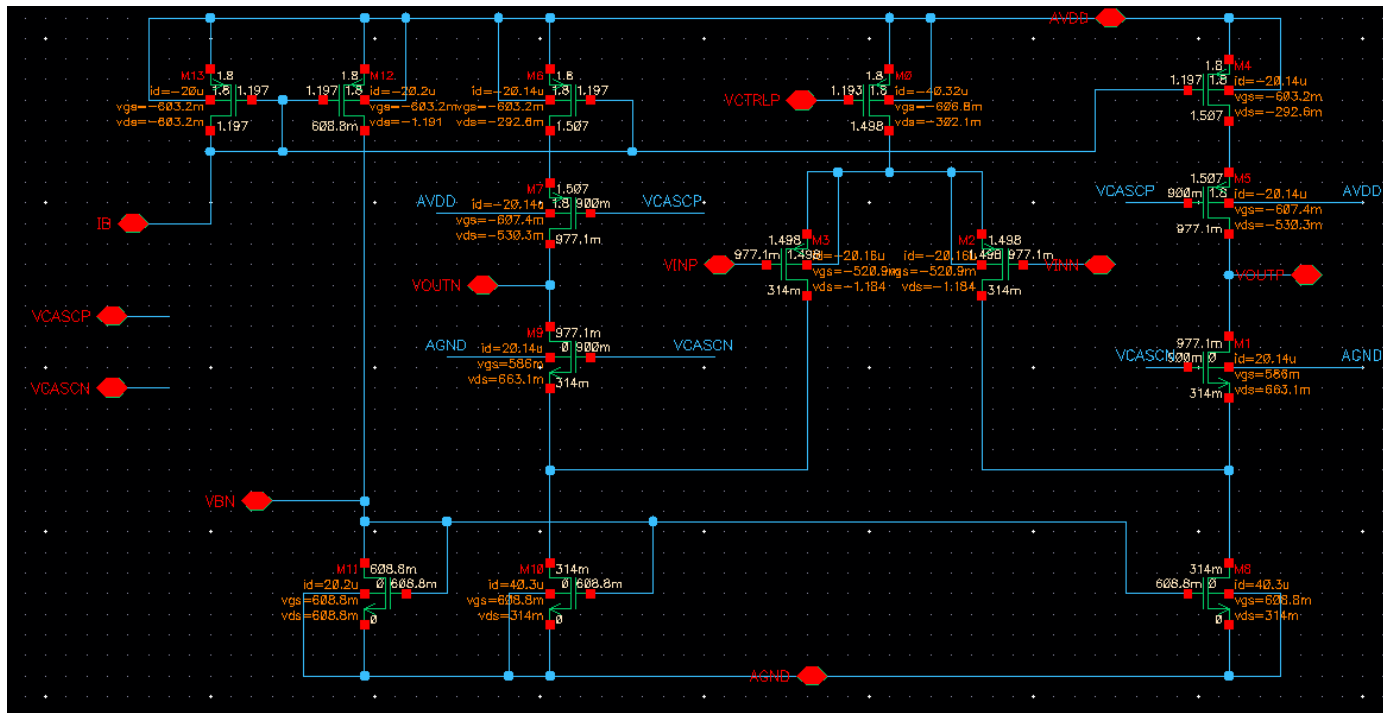 AVDD
M13 1.8
1.8 1.197
id=-20u
vgs=-603.2m
vds=-603.2m
1.197
1.8 M12
1.197 1.8
id=-20.2u
vgs=-603.2m
vds=-1.191
608.8m
1.8
1.8 1.197
id=-20.14u
vgs=-603.2m
vds=-292.6m
1.507
VCTRLP
1.8 M0
1.193 1.8
id=-40.32u
vgs=-606.8m
vds=-302.1m
1.498
1.8 M4
1.197 1.8
id=-20.14u
vgs=-603.2m
vds=-292.6m
1.507
IB
M7 1.507
AVDD
1.8 900m
VCASCP
id=-20.14u
vgs=-607.4m
vds=-530.3m
977.1m
VCASCP
1.507 M5
900m 1.8
AVDD
id=-20.14u
vgs=-607.4m
vds=-530.3m
977.1m
VINP
1.498 M3
977.1m 1.498
id=-20.16u
vgs=-520.9m
vds=-1.184
314m
M2 1.498
1.498 977.1m
VINN
id=-20.16u
vgs=-520.9m
vds=-1.184
314m
VOUTN
VOUTP
VCASCP
VCASCN
M9 977.1m
AGND
0 900m
VCASCN
id=20.14u
vgs=586m
vds=663.1m
314m
977.1m M1
VCASCN
900m 0
AGND
id=20.14u
vgs=586m
vds=663.1m
314m
VBN
M11 608.8m
0 608.8m
id=20.2u
vgs=608.8m
vds=608.8m
0
M10 314m
0 608.8m
id=40.3u
vgs=608.8m
vds=314m
0
314m
608.8m 0
id=40.3u
vgs=608.8m
vds=314m
0
AGND